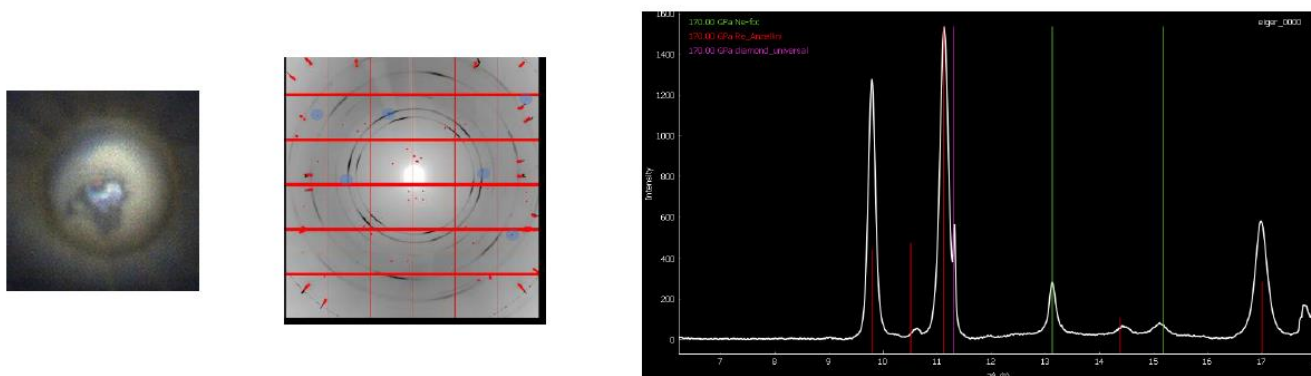 1600
170.00 GPa Ne-fcc
eiger_0000
170.00 GPa Re_Anzellini
170.00 GPa diamond_universal
1400
1200
1000
800
600
400
200
0
Intensity
7 8 9 10 11 12 13 14 15 16 17